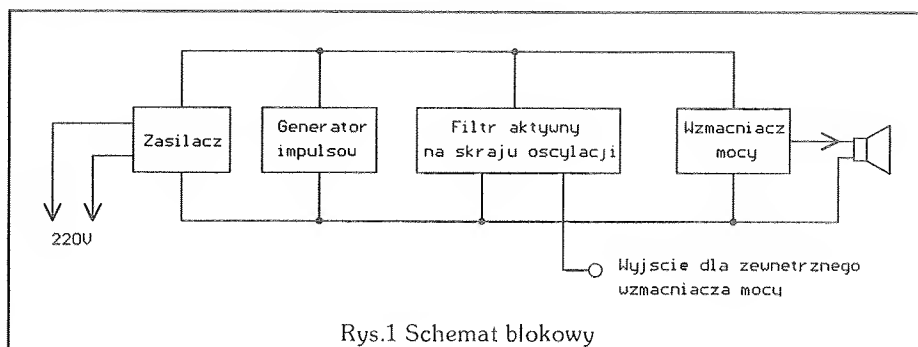 Zasilacz
Generator
impulsow
Filtr aktywny
na skraju oscylacji
Wzmacniacz
mocy
220V
Wyjscie dla zewnetrznego
wzmacniacza mocy
Rys.1 Schemat blokowy